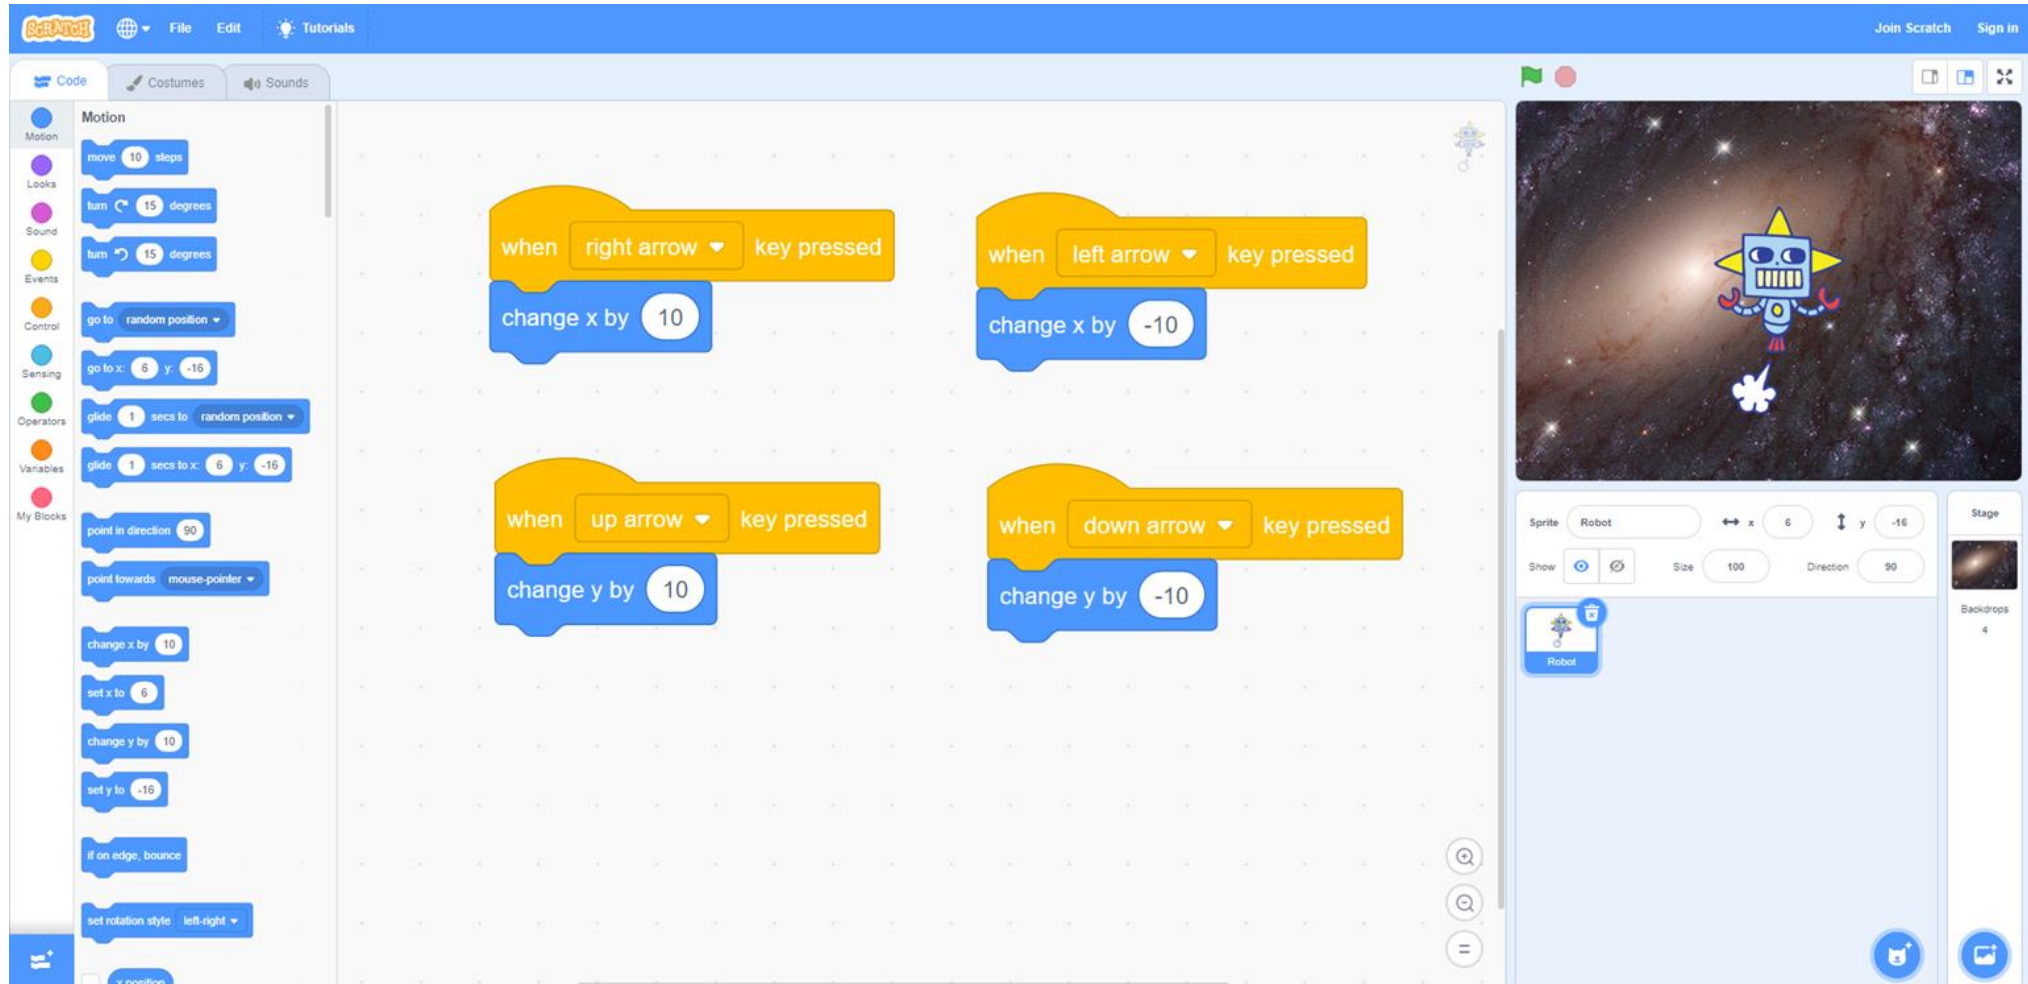 SCRATCH File Edit Tutorials Join Scratch Sign in
Code Costumes Sounds
Motion
Looks
Sound
Events
Control
Sensing
Operators
Variables
My Blocks
Motion
move 10 steps
turn 15 degrees
turn 15 degrees
go to random position
go to x: 6 y: -16
glide 1 secs to random position
glide 1 secs to x: 6 y: -16
point in direction 90
point towards mouse-pointer
change x by 10
set x to 6
change y by 10
set y to -16
if on edge, bounce
set rotation style left-right
x position
when right arrow key pressed
change x by 10
when left arrow key pressed
change x by -10
when up arrow key pressed
change y by 10
when down arrow key pressed
change y by -10
Sprite Robot x 6 y -16
Show Size 100 Direction 90
Robot
Stage
Backdrops
4